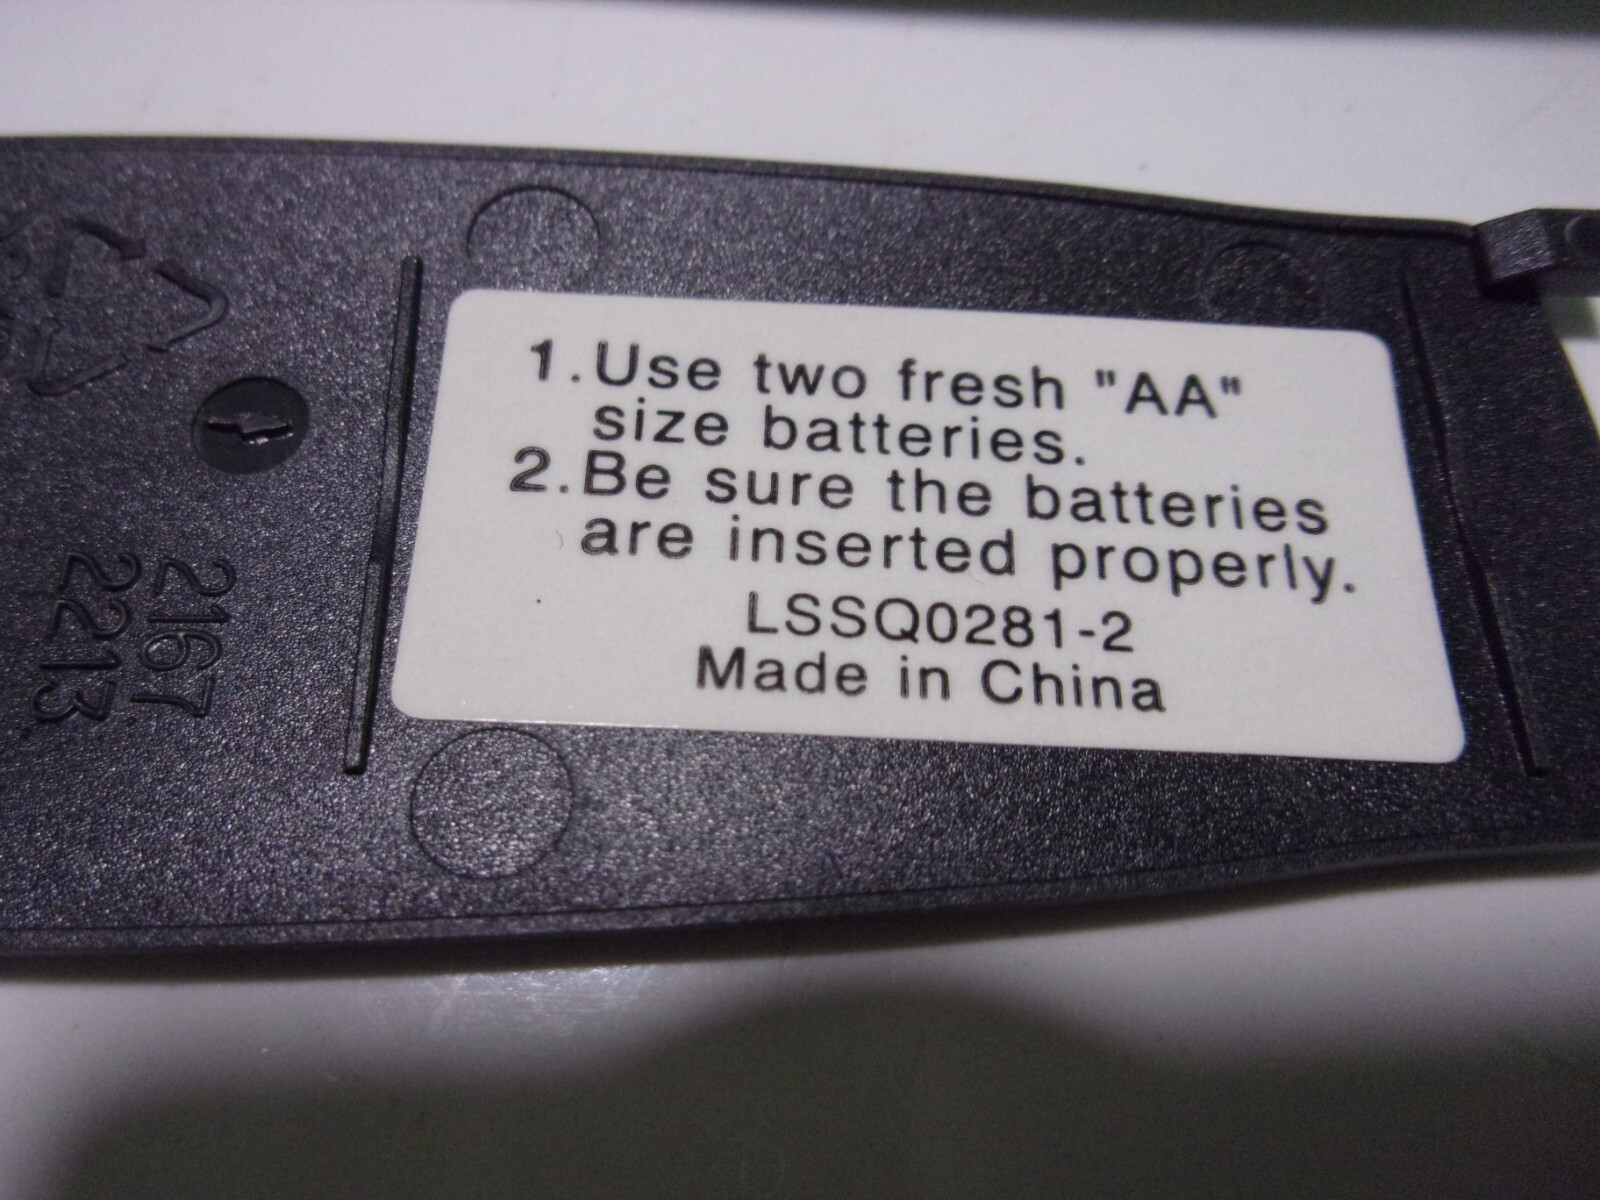 1.Use two fresh "AA"
size batteries.
2.Be sure the batteries
are inserted properly.
LSSQ0281-2
Made in China
2167
2213